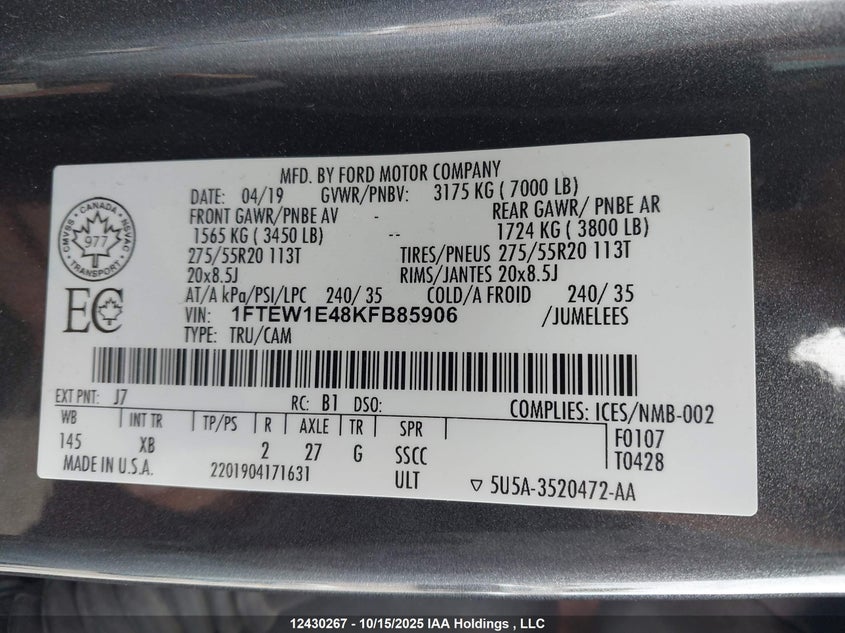 MFD. BY FORD MOTOR COMPANY
DATE: 04/19 GVWR/PNBV: 3175 KG ( 7000 LB)
FRONT GAWR/PNBE AV - REAR GAWR/ PNBE AR
1565 KG ( 3450 LB) -- 1724 KG ( 3800 LB)
275/55R20 113T TIRES/PNEUS 275/55R20 113T
20x8.5J RIMS/JANTES 20x8.5J
AT/A kPa/PSI/LPC 240/ 35 COLD/A FROID 240/ 35
VIN: 1FTEW1E48KFB85906 /JUMELEES
TYPE: TRU/CAM
CANADA
CMVSS NSVAC
977
TRANSPORT
EC
EXT PNT: J7 RC: B1 DSO: COMPLIES: ICES/NMB-002
WB INT TR TP/PS R AXLE TR SPR F0107
145 XB 2 27 G SSCC T0428
MADE IN U.S.A. 2201904171631 ULT ▽ 5U5A-3520472-AA
12430267 - 10/15/2025 IAA Holdings , LLC